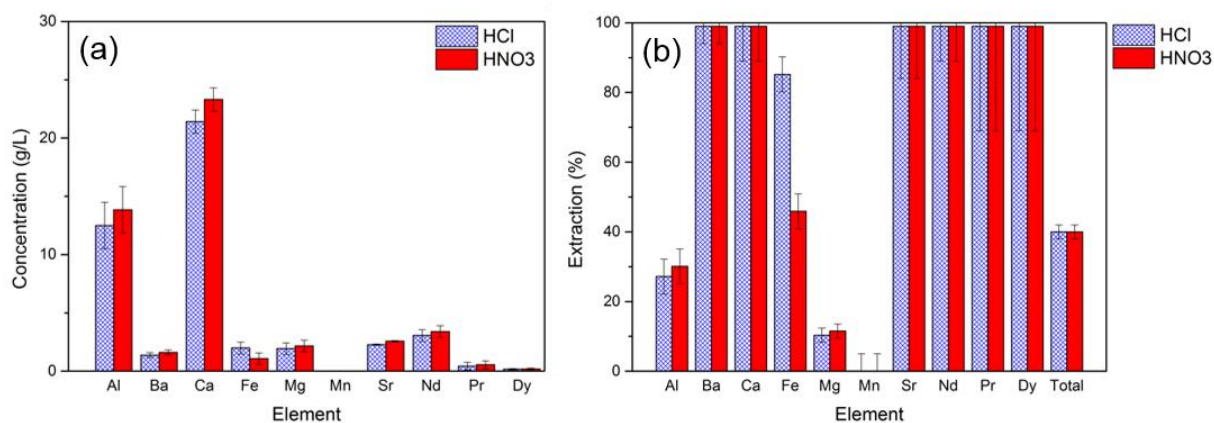 (a)
HCl
HNO3
Concentration (g/L)
30
20
10
0
Al Ba Ca Fe Mg Mn Sr Nd Pr Dy
Element
(b)
HCl
HNO3
Extraction (%)
100
80
60
40
20
0
Al Ba Ca Fe Mg Mn Sr Nd Pr Dy Total
Element